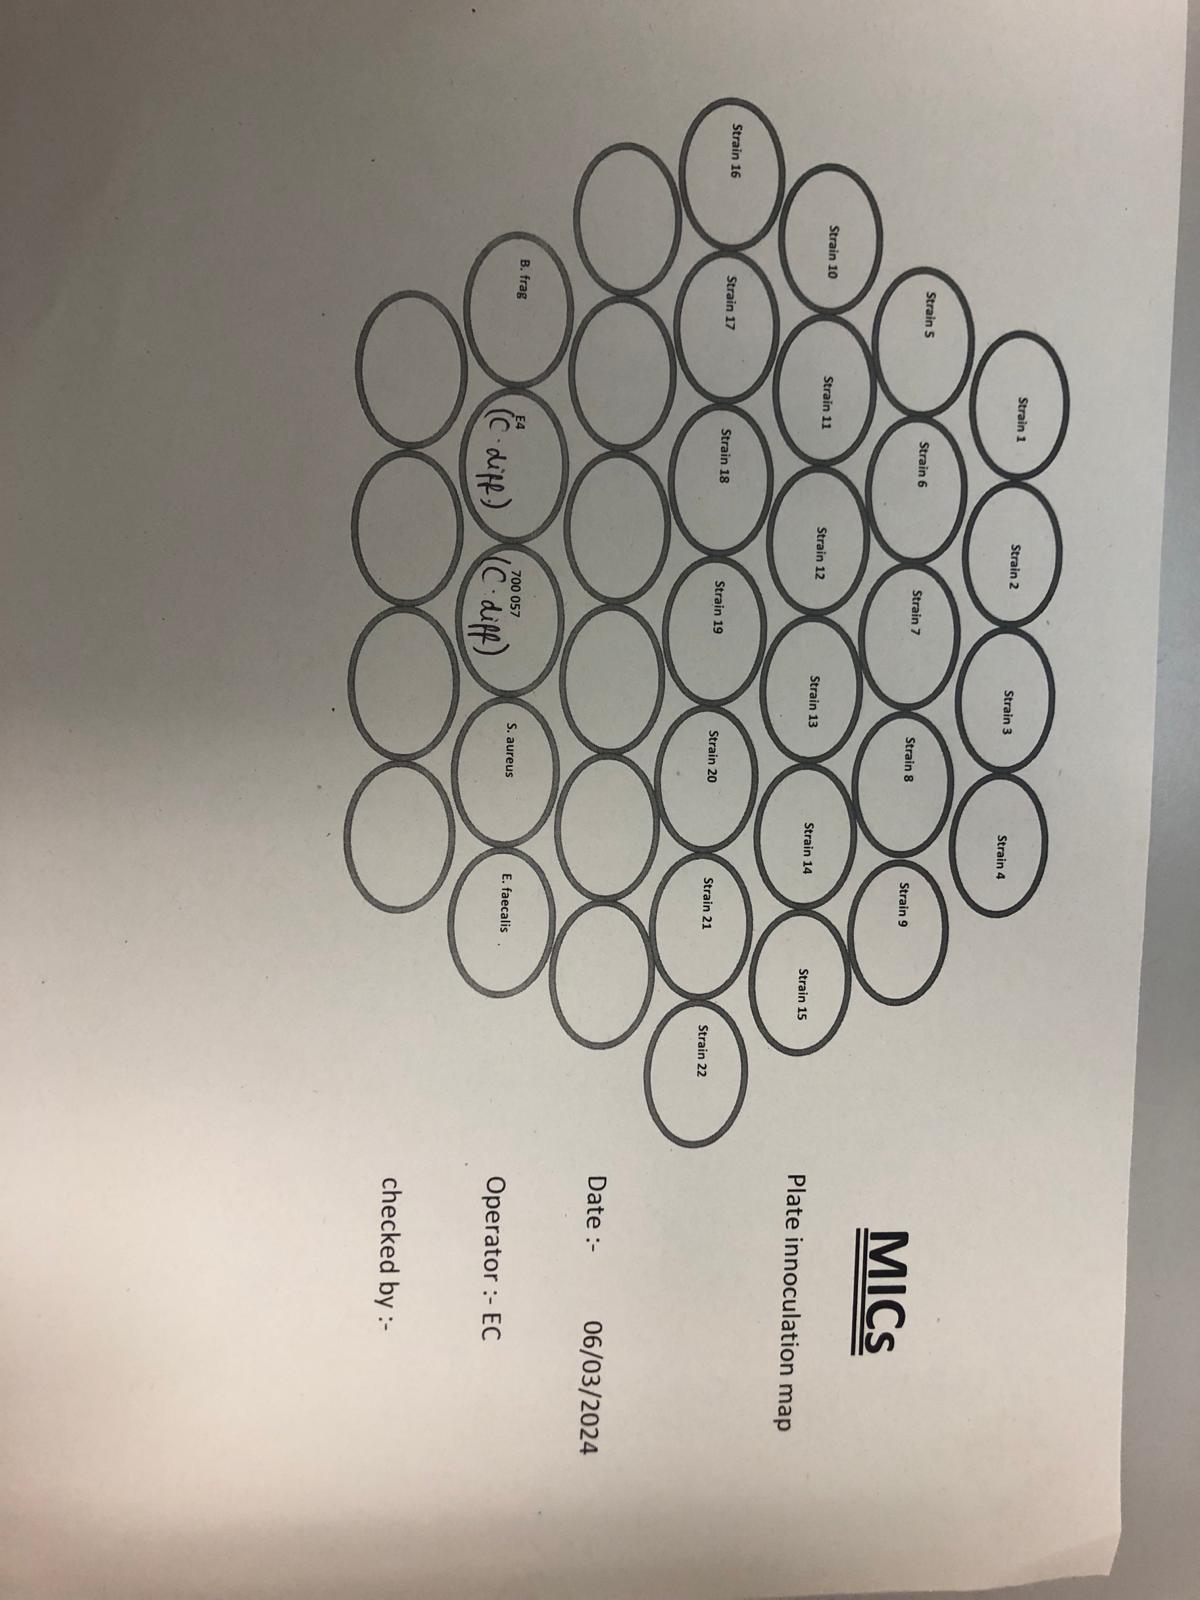 Strain 1 Strain 2 Strain 3 Strain 4
Strain 5 Strain 6 Strain 7 Strain 8 Strain 9
Strain 10 Strain 11 Strain 12 Strain 13 Strain 14 Strain 15
Strain 16 Strain 17 Strain 18 Strain 19 Strain 20 Strain 21 Strain 22
B. frag E4 700 057 S. aureus E. faecalis
(C. diff) (C. diff)
MICs
Plate innoculation map
Date :- 06/03/2024
Operator :- EC
checked by :-